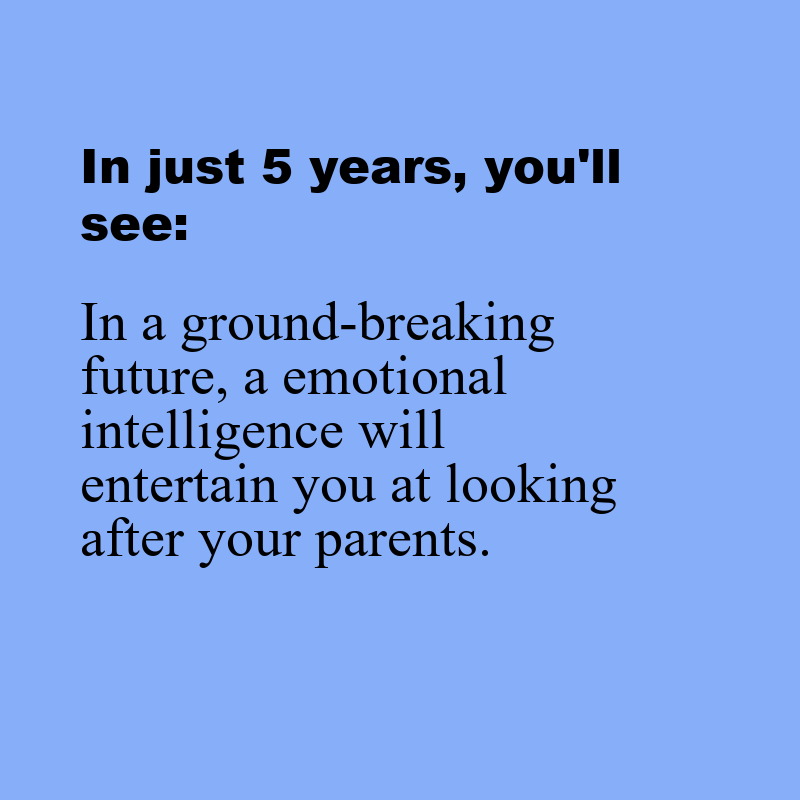 In just 5 years, you'll
see:
In a ground-breaking
future, a emotional
intelligence will
entertain you at looking
after your parents.